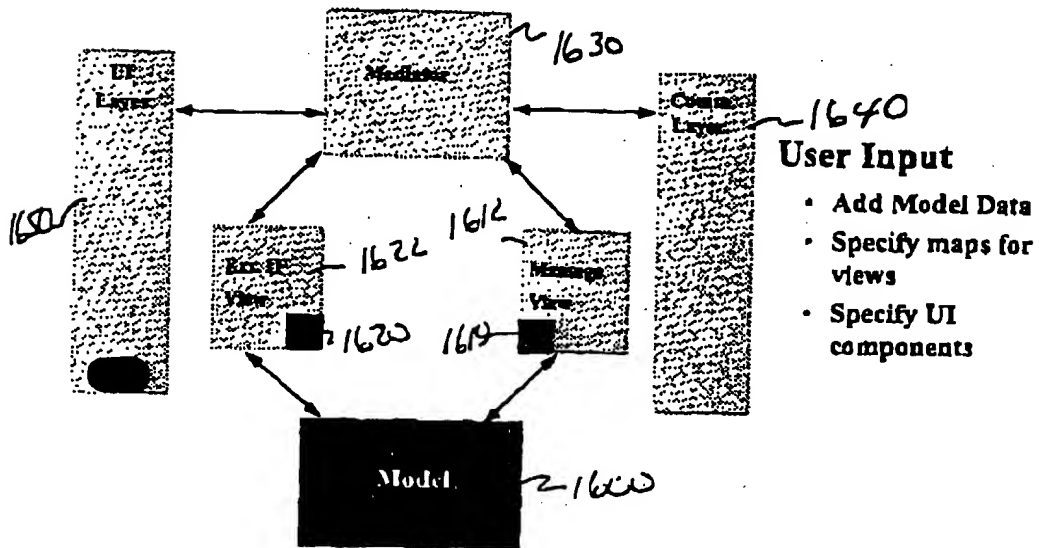 1630
UI
Layer
Mediator
Comm.
Layer
1640
User Input
• Add Model Data
• Specify maps for
views
• Specify UI
components
1622
1612
View
Message
View
1620
1610
Model
1600